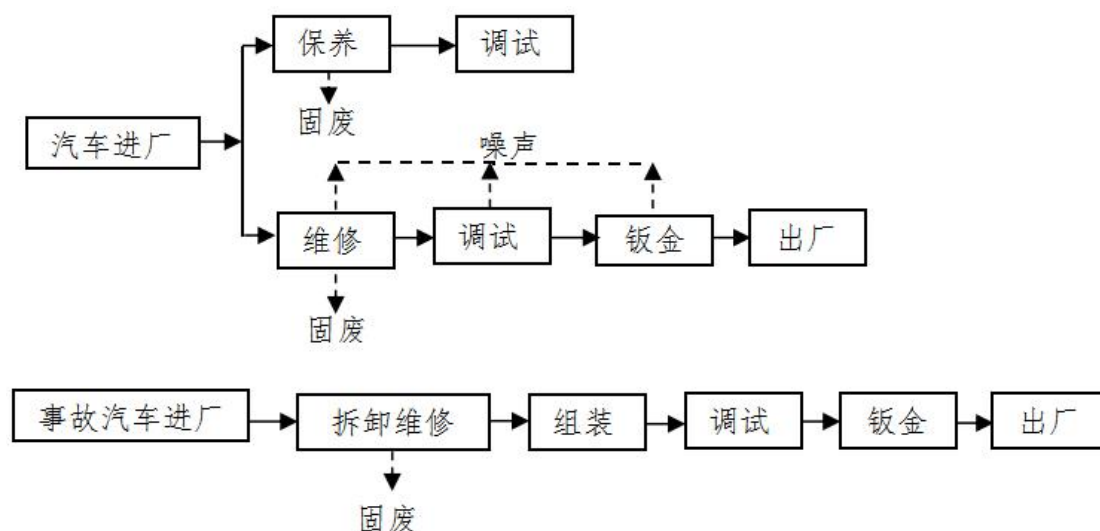 保养
调试
固废
汽车进厂
噪声
维修
调试
钣金
出厂
固废
事故汽车进厂
拆卸维修
组装
调试
钣金
出厂
固废